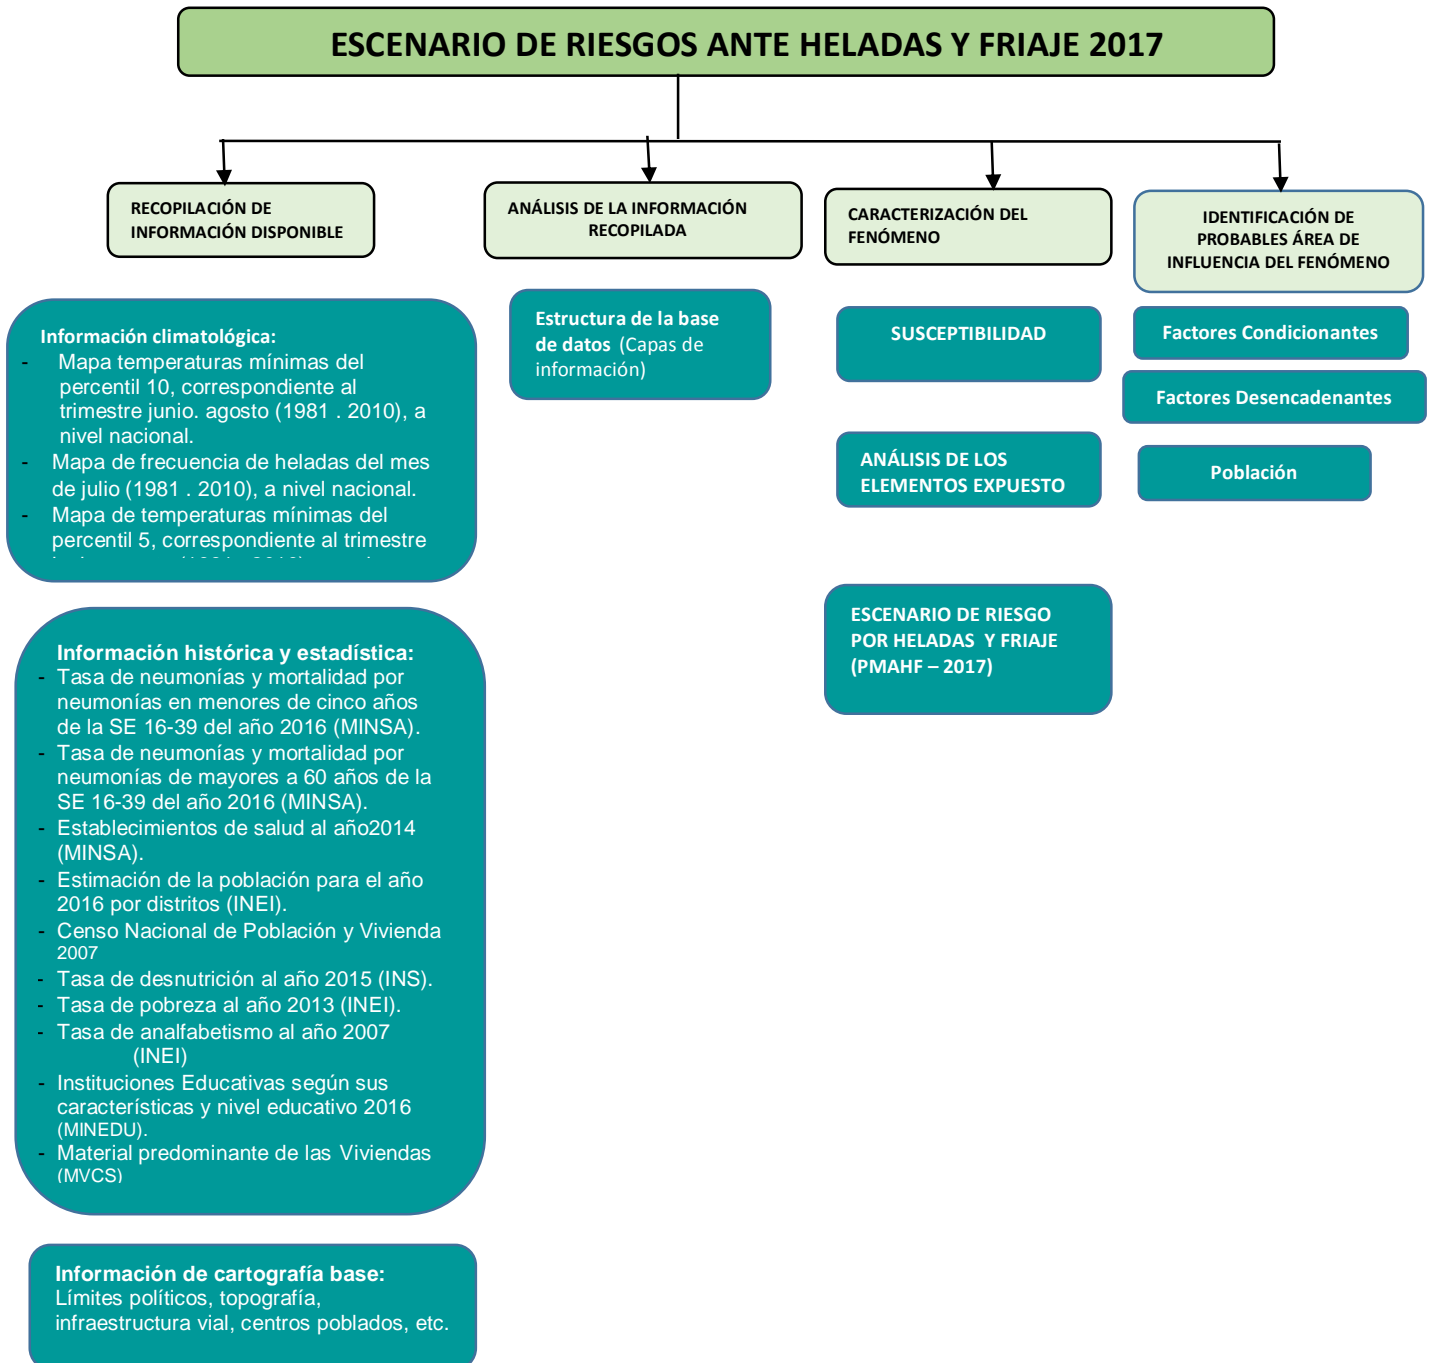 ESCENARIO DE RIESGOS ANTE HELADAS Y FRIAJE 2017
RECOPILACIÓN DE
INFORMACIÓN DISPONIBLE
ANÁLISIS DE LA INFORMACIÓN
RECOPILADA
CARACTERIZACIÓN DEL
FENÓMENO
IDENTIFICACIÓN DE
PROBABLES ÁREA DE
INFLUENCIA DEL FENÓMENO
Información climatológica:
- Mapa temperaturas mínimas del
percentil 10, correspondiente al
trimestre junio. agosto (1981 . 2010), a
nivel nacional.
- Mapa de frecuencia de heladas del mes
de julio (1981 . 2010), a nivel nacional.
- Mapa de temperaturas mínimas del
percentil 5, correspondiente al trimestre
Información histórica y estadística:
- Tasa de neumonías y mortalidad por
neumonías en menores de cinco años
de la SE 16-39 del año 2016 (MINSA).
- Tasa de neumonías y mortalidad por
neumonías de mayores a 60 años de la
SE 16-39 del año 2016 (MINSA).
- Establecimientos de salud al año2014
(MINSA).
- Estimación de la población para el año
2016 por distritos (INEI).
- Censo Nacional de Población y Vivienda
2007
- Tasa de desnutrición al año 2015 (INS).
- Tasa de pobreza al año 2013 (INEI).
- Tasa de analfabetismo al año 2007
(INEI)
- Instituciones Educativas según sus
características y nivel educativo 2016
(MINEDU).
- Material predominante de las Viviendas
(MVCS)
Información de cartografía base:
Límites políticos, topografía,
infraestructura vial, centros poblados, etc.
Estructura de la base
de datos (Capas de
información)
SUSCEPTIBILIDAD
ANÁLISIS DE LOS
ELEMENTOS EXPUESTO
ESCENARIO DE RIESGO
POR HELADAS Y FRIAJE
(PMAHF – 2017)
Factores Condicionantes
Factores Desencadenantes
Población